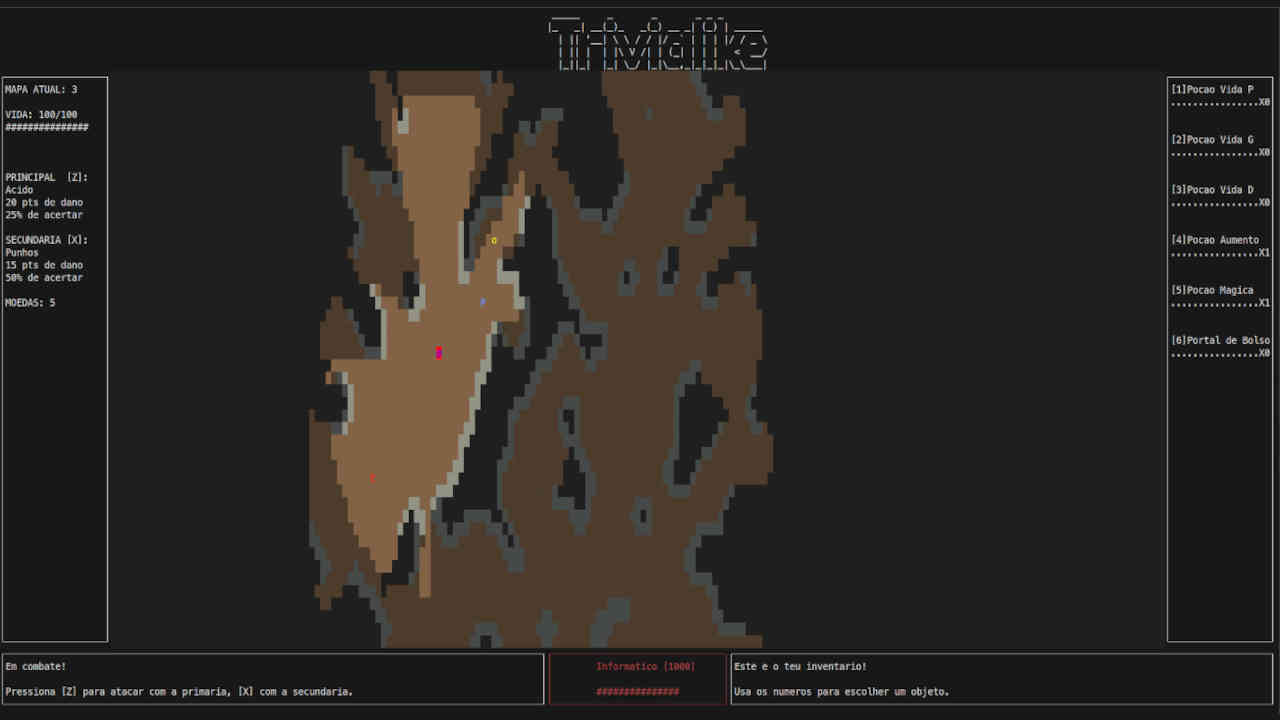 Trivialike
MAPA ATUAL: 3
VIDA: 100/100
###############
PRINCIPAL [Z]:
Acido
20 pts de dano
25% de acertar
SECUNDARIA [X]:
Punhos
15 pts de dano
50% de acertar
MOEDAS: 5
[1]Pocao Vida P
................X0
[2]Pocao Vida G
................X0
[3]Pocao Vida D
................X0
[4]Pocao Aumento
................X1
[5]Pocao Magica
................X1
[6]Portal de Bolso
................X0
Em combate!
Pressiona [Z] para atacar com a primaria, [X] com a secundaria.
Informatico [1000]
###############
Este e o teu inventario!
Usa os numeros para escolher um objeto.